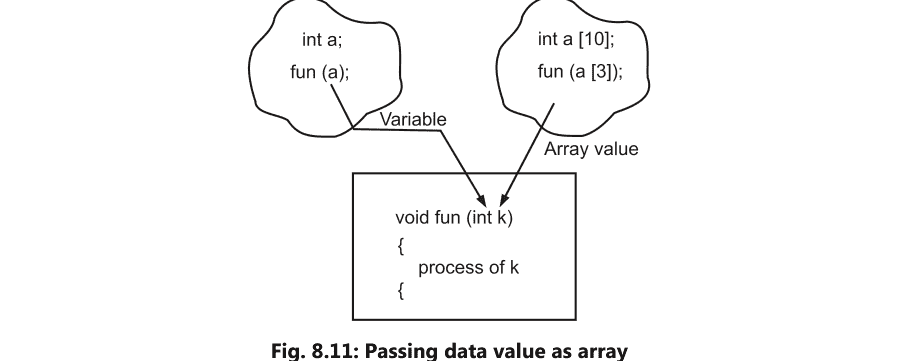 int a;
fun (a);
int a [10];
fun (a [3]);
Variable
Array value
void fun (int k)
{
process of k
{
Fig. 8.11: Passing data value as array